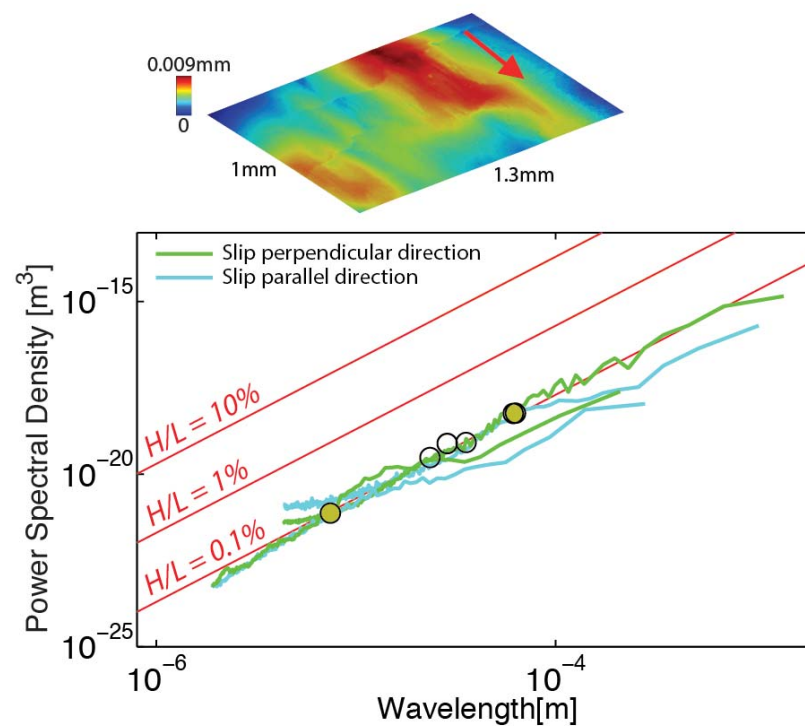 0.009mm
0
1mm
1.3mm
Slip perpendicular direction
Slip parallel direction
Power Spectral Density [m³]
10⁻¹⁵
10⁻²⁰
10⁻²⁵
H/L = 10%
H/L = 1%
H/L = 0.1%
10⁻⁶
10⁻⁴
Wavelength[m]